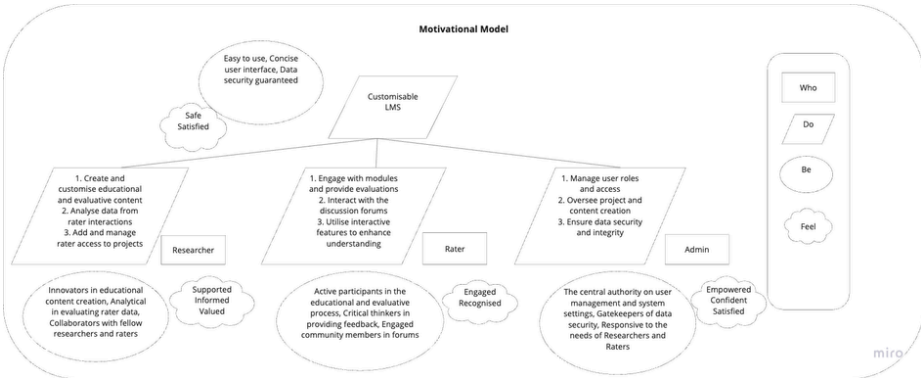 Motivational Model
Easy to use, Concise
user interface, Data
security guaranteed
Safe
Satisfied
Customisable
LMS
1. Create and
customise educational
and evaluative content
2. Analyse data from
rater interactions
3. Add and manage
rater access to projects
Researcher
Innovators in educational
content creation, Analytical
in evaluating rater data,
Collaborators with fellow
researchers and raters
Supported
Informed
Valued
1. Engage with modules
and provide evaluations
2. Interact with the
discussion forums
3. Utilise interactive
features to enhance
understanding
Rater
Active participants in the
educational and evaluative
process, Critical thinkers in
providing feedback, Engaged
community members in forums
Engaged
Recognised
1. Manage user roles
and access
2. Oversee project and
content creation
3. Ensure data security
and integrity
Admin
The central authority on user
management and system
settings, Gatekeepers of data
security, Responsive to the
needs of Researchers and
Raters
Empowered
Confident
Satisfied
Who
Do
Be
Feel
miro